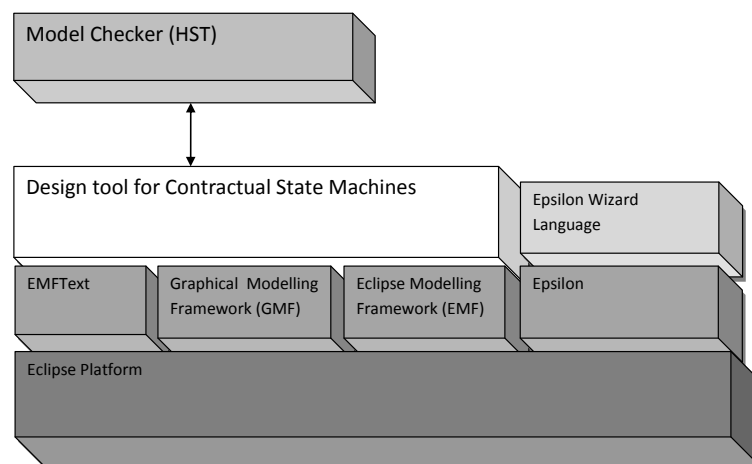 Model Checker (HST)
Design tool for Contractual State Machines
Epsilon Wizard
Language
EMFText
Graphical Modelling
Framework (GMF)
Eclipse Modelling
Framework (EMF)
Epsilon
Eclipse Platform